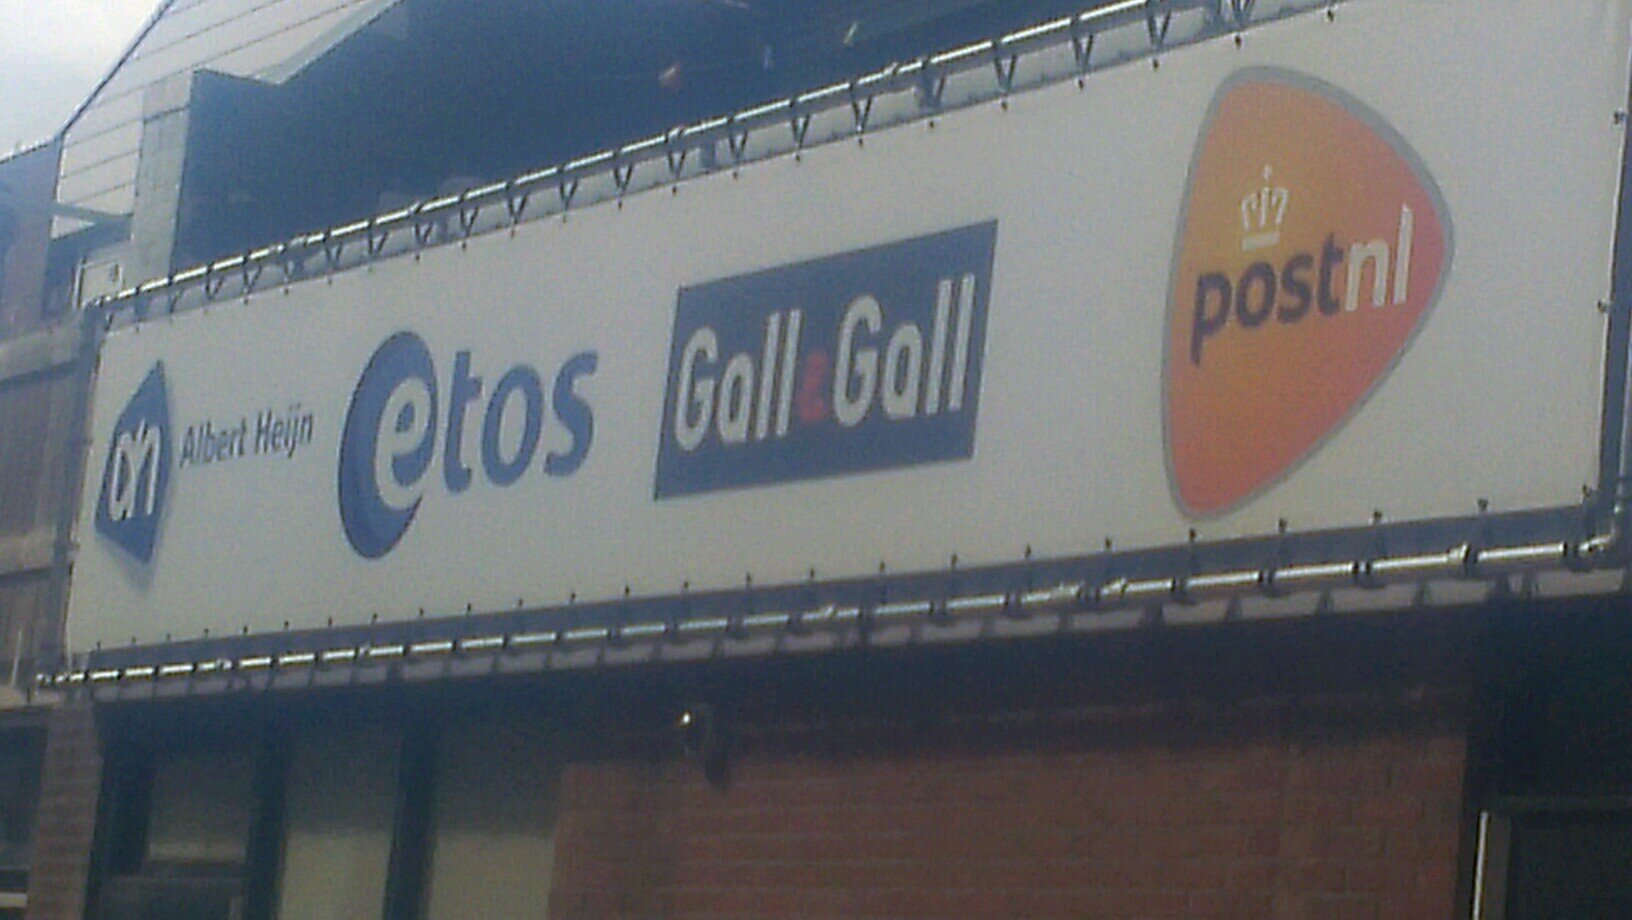 ah Albert Heijn
etos
Gall & Gall
postnl